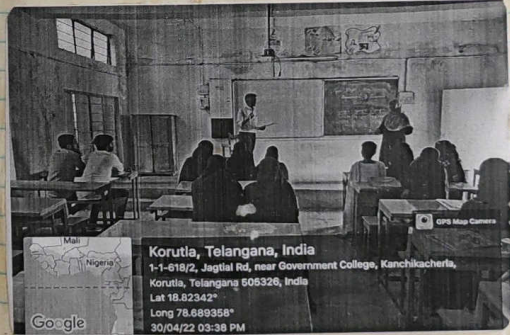 GPS Map Camera
Mali
Nigeria
Google
Korutla, Telangana, India
1-1-618/2, Jagtial Rd, near Government College, Kanchikacherla,
Korutla, Telangana 505326, India
Lat 18.82342°
Long 78.689358°
30/04/22 03:38 PM